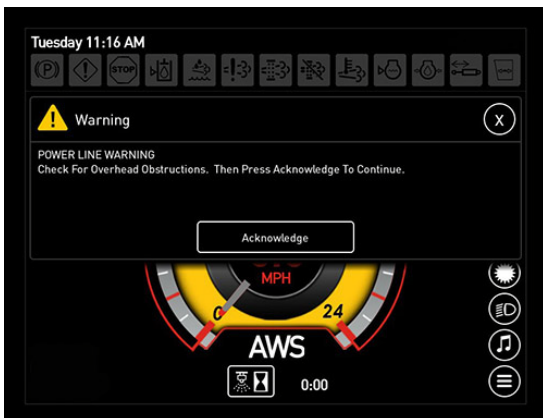 Tuesday 11:16 AM
(P)
STOP
Warning
X
POWER LINE WARNING
Check For Overhead Obstructions. Then Press Acknowledge To Continue.
Acknowledge
MPH
0
24
AWS
0:00